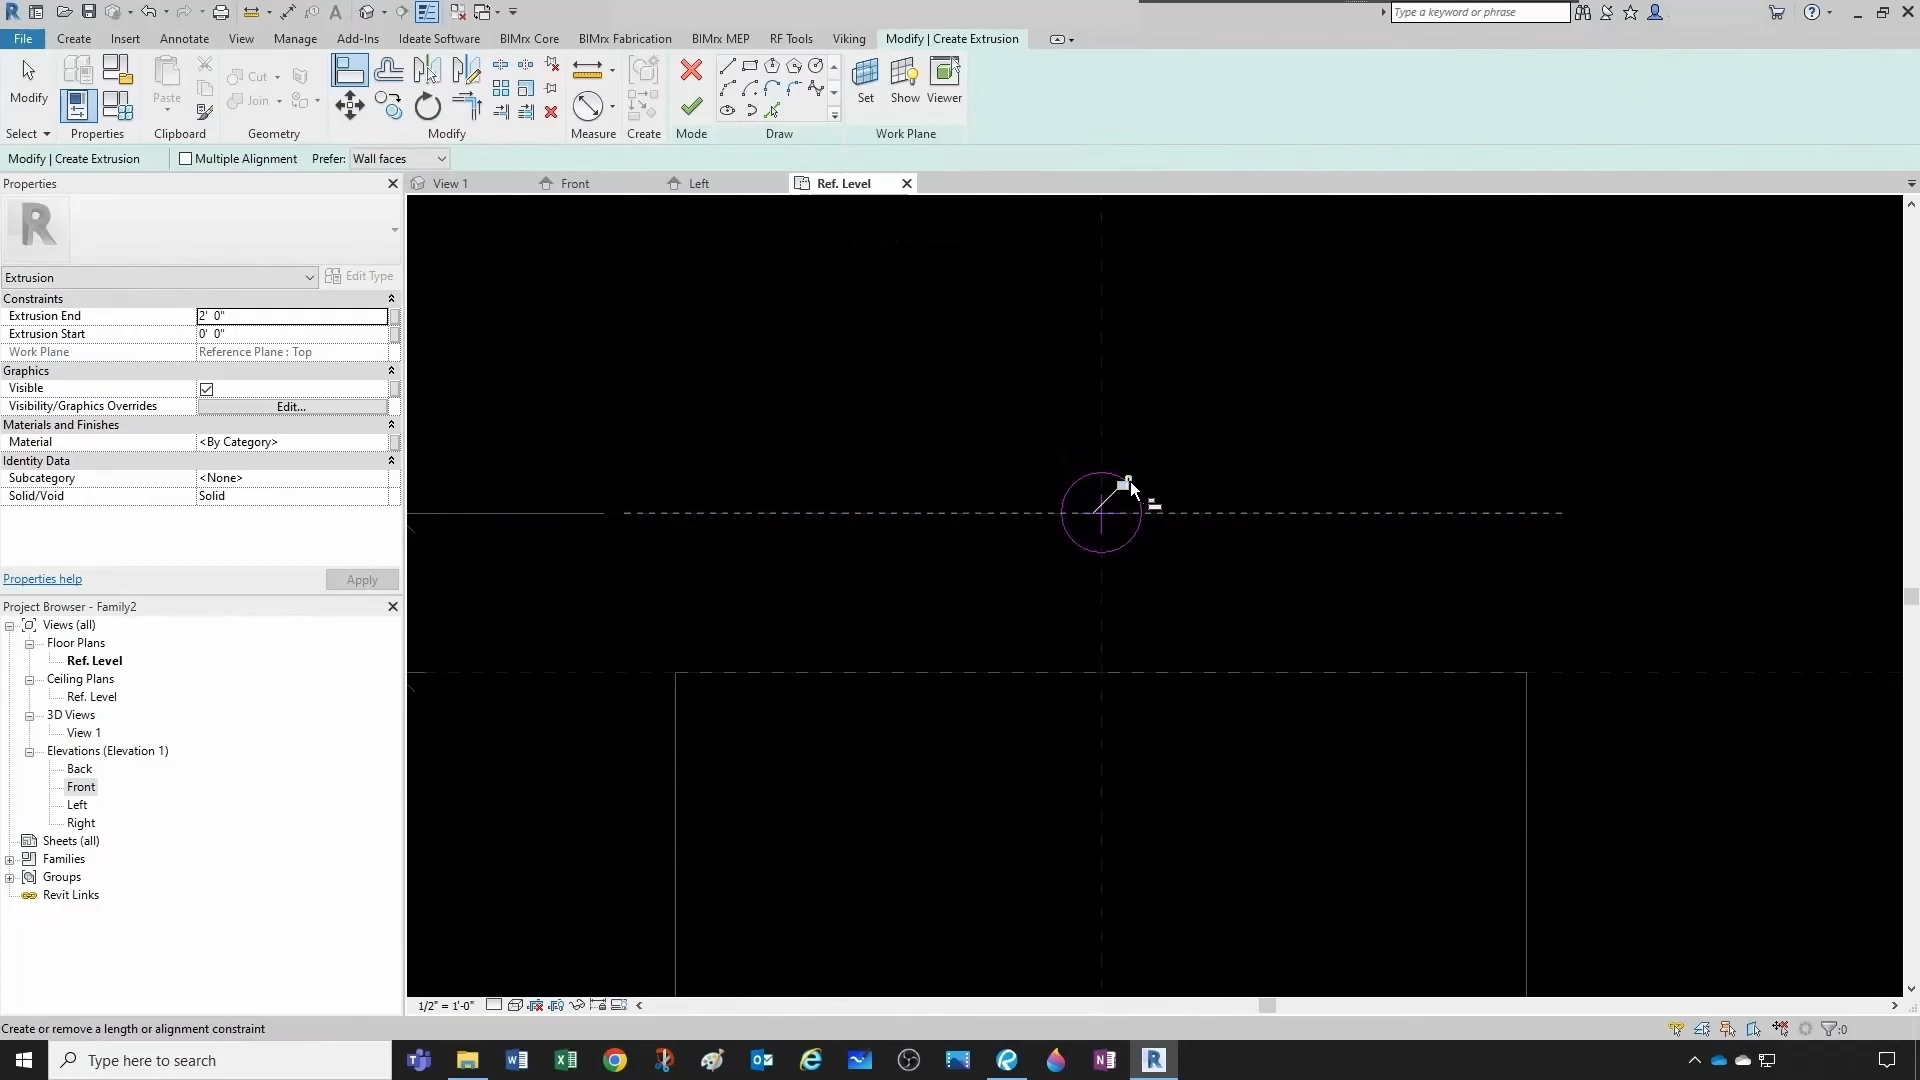 Type a keyword or phrase
File Create Insert Annotate View Manage Add-Ins Ideate Software BIMrx Core BIMrx Fabrication BIMrx MEP RF Tools Viking Modify | Create Extrusion
Modify
Paste
Cut
Join
Set
Show
Viewer
Select Properties Clipboard Geometry Modify Measure Create Mode Draw Work Plane
Modify | Create Extrusion Multiple Alignment Prefer: Wall faces
Properties
View 1 Front Left Ref. Level
R
Extrusion Edit Type
Constraints
Extrusion End 2' 0"
Extrusion Start 0' 0"
Work Plane Reference Plane : Top
Graphics
Visible
Visibility/Graphics Overrides Edit...
Materials and Finishes
Material <By Category>
Identity Data
Subcategory <None>
Solid/Void Solid
Properties help Apply
Project Browser - Family2
Views (all)
Floor Plans
Ref. Level
Ceiling Plans
Ref. Level
3D Views
View 1
Elevations (Elevation 1)
Back
Front
Left
Right
Sheets (all)
Families
Groups
Revit Links
1/2" = 1'-0"
Create or remove a length or alignment constraint
:0
Type here to search